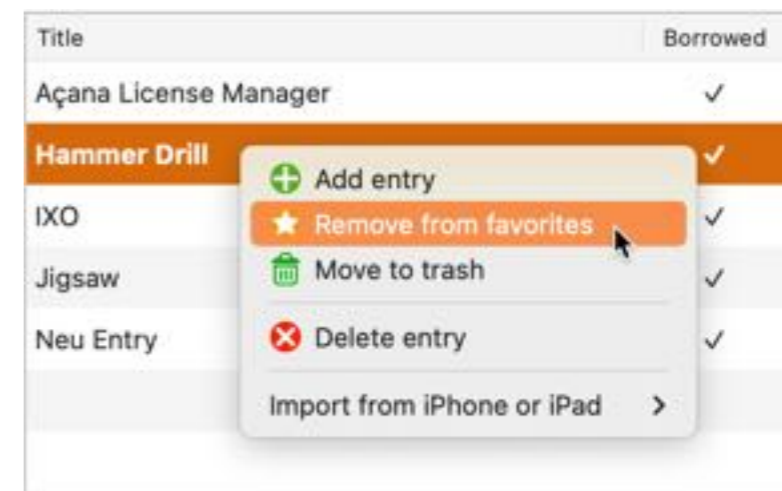 Title Borrowed
Açana License Manager ✓
Hammer Drill ✓
Add entry
IXO ✓
Remove from favorites
Jigsaw ✓
Move to trash
Neu Entry ✓
Delete entry
Import from iPhone or iPad